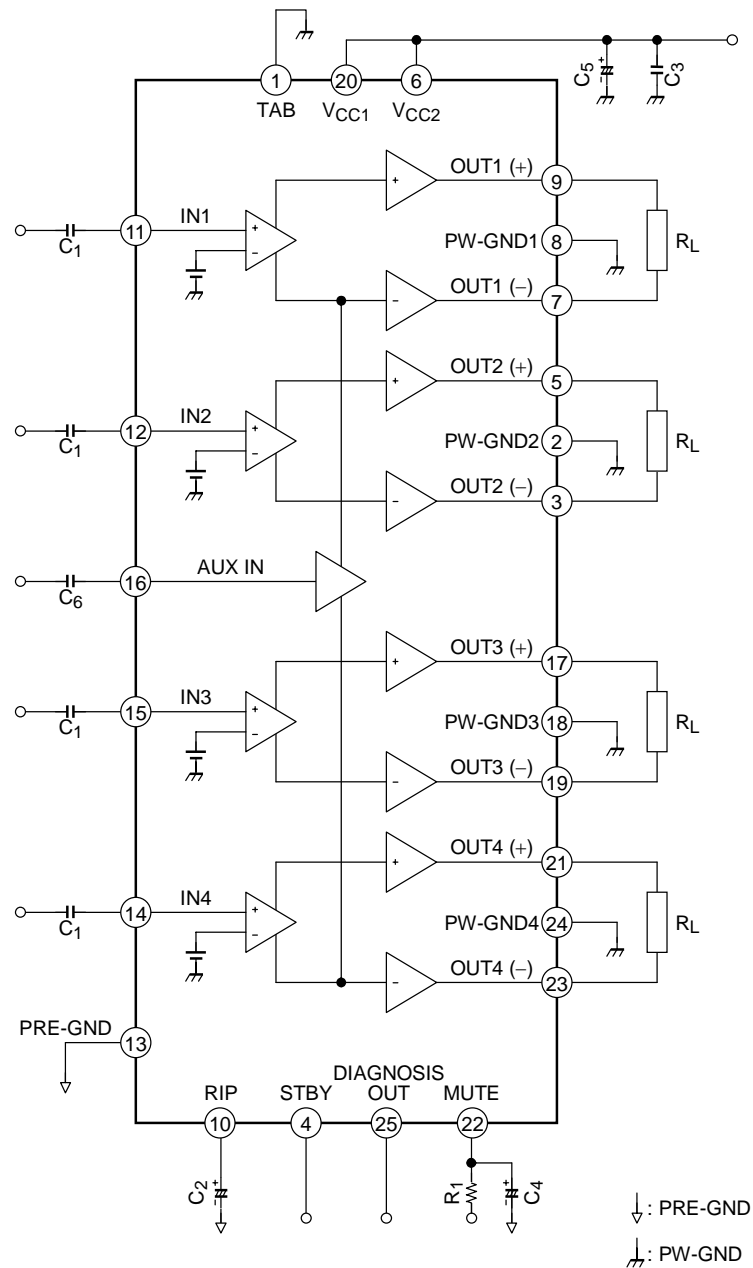 1 20 6
TAB VCC1 VCC2
C5 C3
OUT1 (+) 9
11 IN1
C1
PW-GND1 8 RL
OUT1 (−) 7
OUT2 (+) 5
12 IN2
C1
PW-GND2 2 RL
OUT2 (−) 3
16 AUX IN
C6
OUT3 (+) 17
15 IN3
C1
PW-GND3 18 RL
OUT3 (−) 19
OUT4 (+) 21
14 IN4
C1
PW-GND4 24 RL
OUT4 (−) 23
PRE-GND 13
RIP STBY DIAGNOSIS OUT MUTE
10 4 25 22
C2 R1 C4
: PRE-GND
: PW-GND